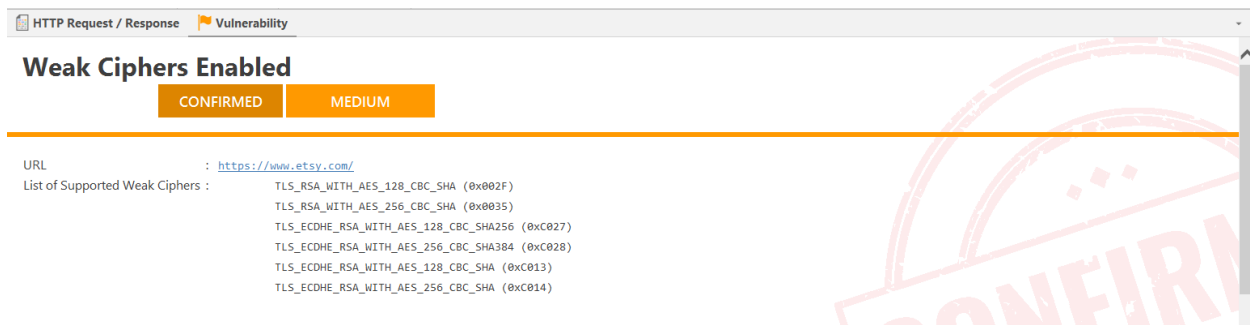 HTTP Request / Response Vulnerability
Weak Ciphers Enabled
CONFIRMED MEDIUM
URL : https://www.etsy.com/
List of Supported Weak Ciphers : TLS_RSA_WITH_AES_128_CBC_SHA (0x002F)
TLS_RSA_WITH_AES_256_CBC_SHA (0x0035)
TLS_ECDHE_RSA_WITH_AES_128_CBC_SHA256 (0xC027)
TLS_ECDHE_RSA_WITH_AES_256_CBC_SHA384 (0xC028)
TLS_ECDHE_RSA_WITH_AES_128_CBC_SHA (0xC013)
TLS_ECDHE_RSA_WITH_AES_256_CBC_SHA (0xC014)